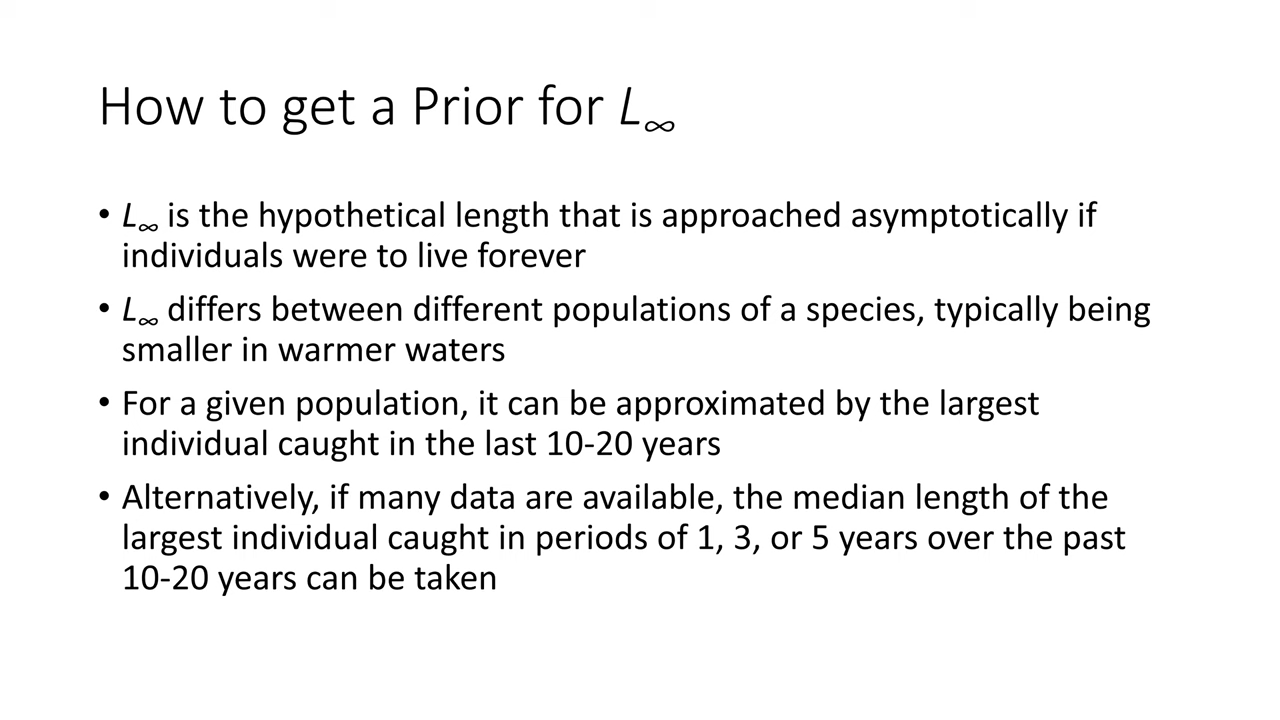 How to get a Prior for L∞
• L∞ is the hypothetical length that is approached asymptotically if
individuals were to live forever
• L∞ differs between different populations of a species, typically being
smaller in warmer waters
• For a given population, it can be approximated by the largest
individual caught in the last 10-20 years
• Alternatively, if many data are available, the median length of the
largest individual caught in periods of 1, 3, or 5 years over the past
10-20 years can be taken